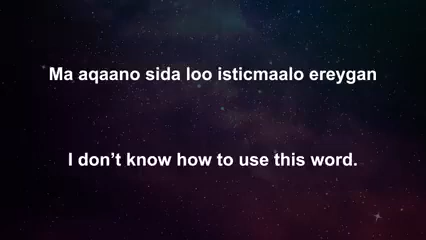 Ma aqaano sida loo isticmaalo ereygan
I don’t know how to use this word.